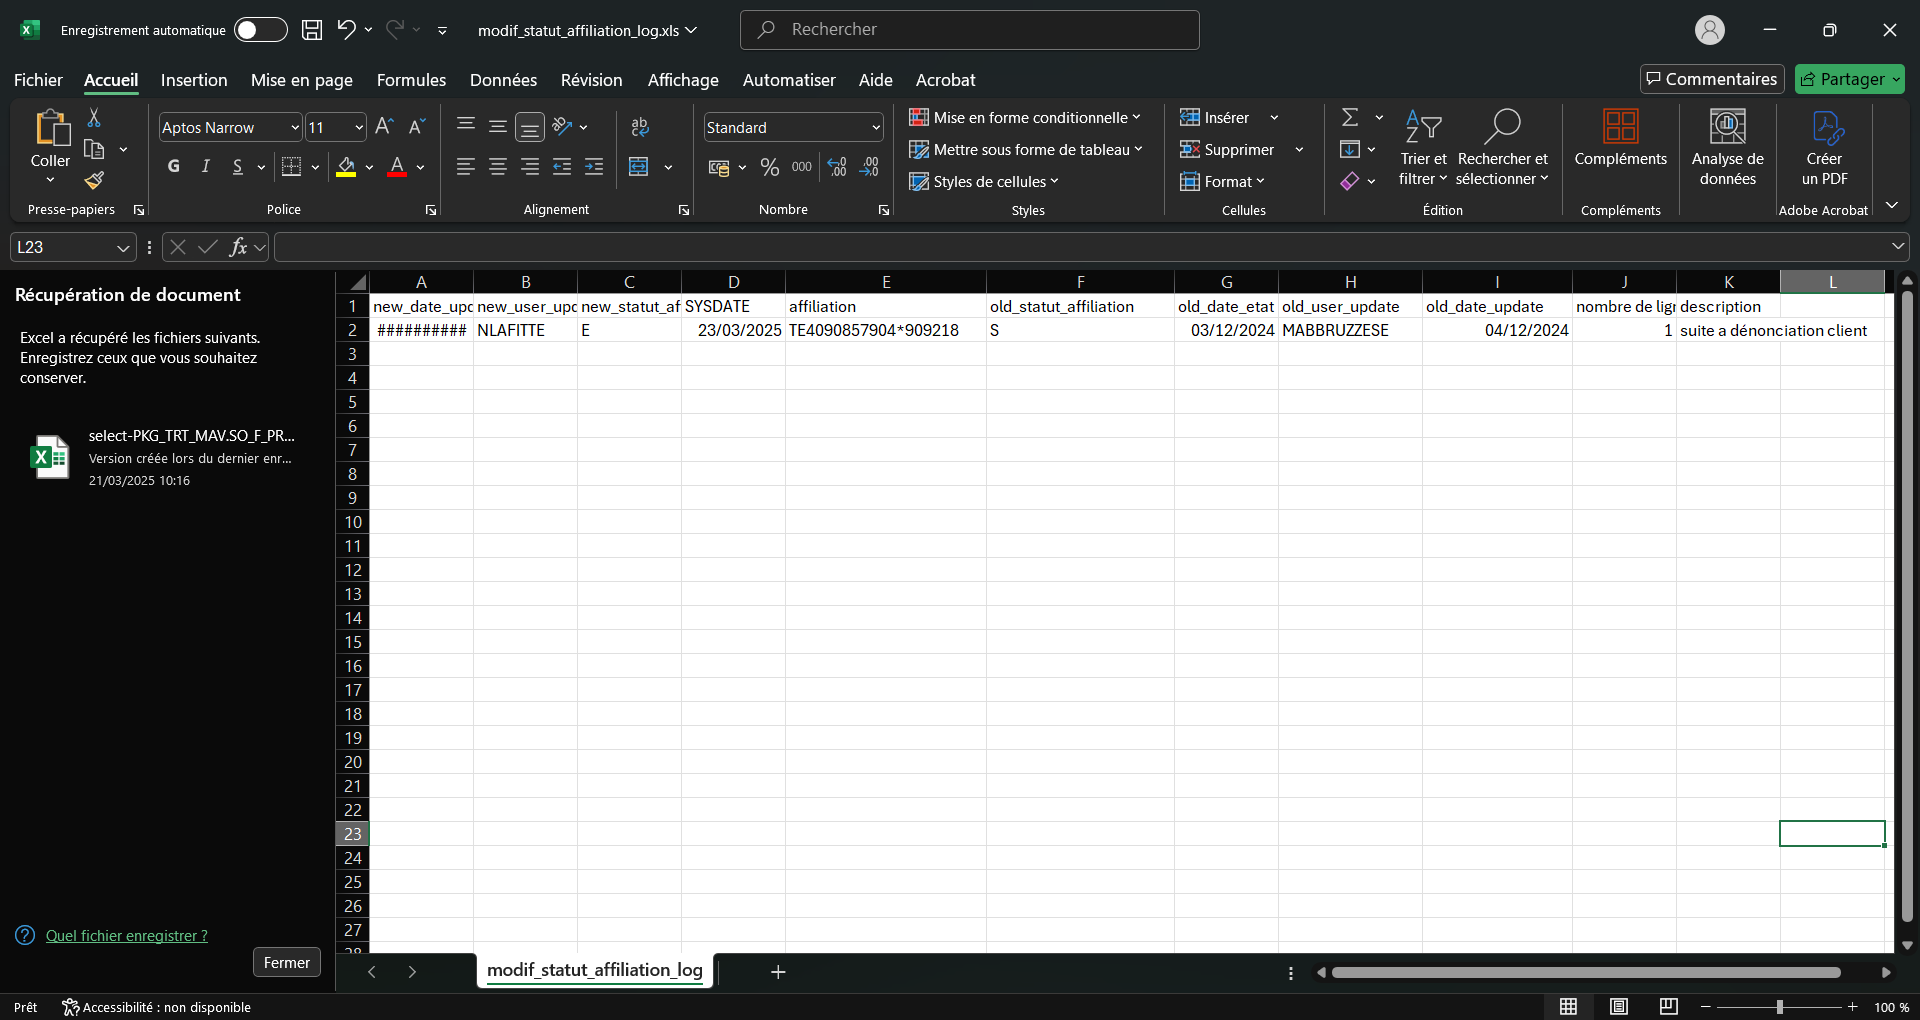 Enregistrement automatique
modif_statut_affiliation_log.xls
Rechercher
Fichier Accueil Insertion Mise en page Formules Données Révision Affichage Automatiser Aide Acrobat
Commentaires
Partager
Coller
Presse-papiers
Aptos Narrow
11
G I S
Police
Alignement
Standard
% 000
Nombre
Mise en forme conditionnelle
Mettre sous forme de tableau
Styles de cellules
Styles
Insérer
Supprimer
Format
Cellules
Trier et
filtrer
Rechercher et
sélectionner
Édition
Compléments
Compléments
Analyse de
données
Créer
un PDF
Adobe Acrobat
L23
fx
Récupération de document
Excel a récupéré les fichiers suivants.
Enregistrez ceux que vous souhaitez
conserver.
select-PKG_TRT_MAV.SO_F_PR...
Version créée lors du dernier enr...
21/03/2025 10:16
Quel fichier enregistrer ?
Fermer
A B C D E F G H I J K L
1 new_date_upd new_user_upd new_statut_af SYSDATE affiliation old_statut_affiliation old_date_etat old_user_update old_date_update nombre de lign description
2 ########## NLAFITTE E 23/03/2025 TE4090857904*909218 S 03/12/2024 MABBRUZZESE 04/12/2024 1 suite a dénonciation client
3
4
5
6
7
8
9
10
11
12
13
14
15
16
17
18
19
20
21
22
23
24
25
26
27
28
modif_statut_affiliation_log
Prêt
Accessibilité : non disponible
100 %